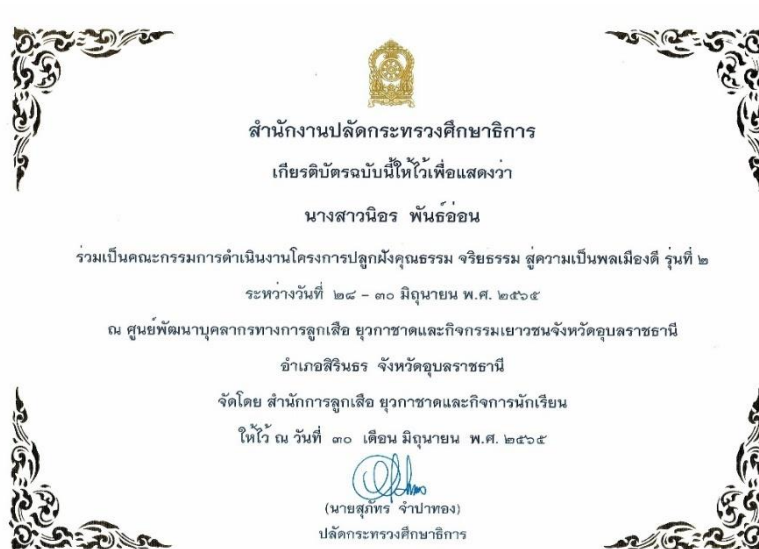 สำนักงานปลัดกระทรวงศึกษาธิการ
เกียรติบัตรฉบับนี้ให้ไว้เพื่อแสดงว่า
นางสาวนิอร พันธ์อ่อน
ร่วมเป็นคณะกรรมการดำเนินงานโครงการปลูกฝังคุณธรรม จริยธรรม สู่ความเป็นพลเมืองดี รุ่นที่ ๒
ระหว่างวันที่ ๒๘ – ๓๐ มิถุนายน พ.ศ. ๒๕๖๕
ณ ศูนย์พัฒนาบุคลากรทางการลูกเสือ ยุวกาชาดและกิจกรรมเยาวชนจังหวัดอุบลราชธานี
อำเภอสิรินธร จังหวัดอุบลราชธานี
จัดโดย สำนักการลูกเสือ ยุวกาชาดและกิจการนักเรียน
ให้ไว้ ณ วันที่ ๓๐ เดือน มิถุนายน พ.ศ. ๒๕๖๕
(นายสุภัทร จำปาทอง)
ปลัดกระทรวงศึกษาธิการ